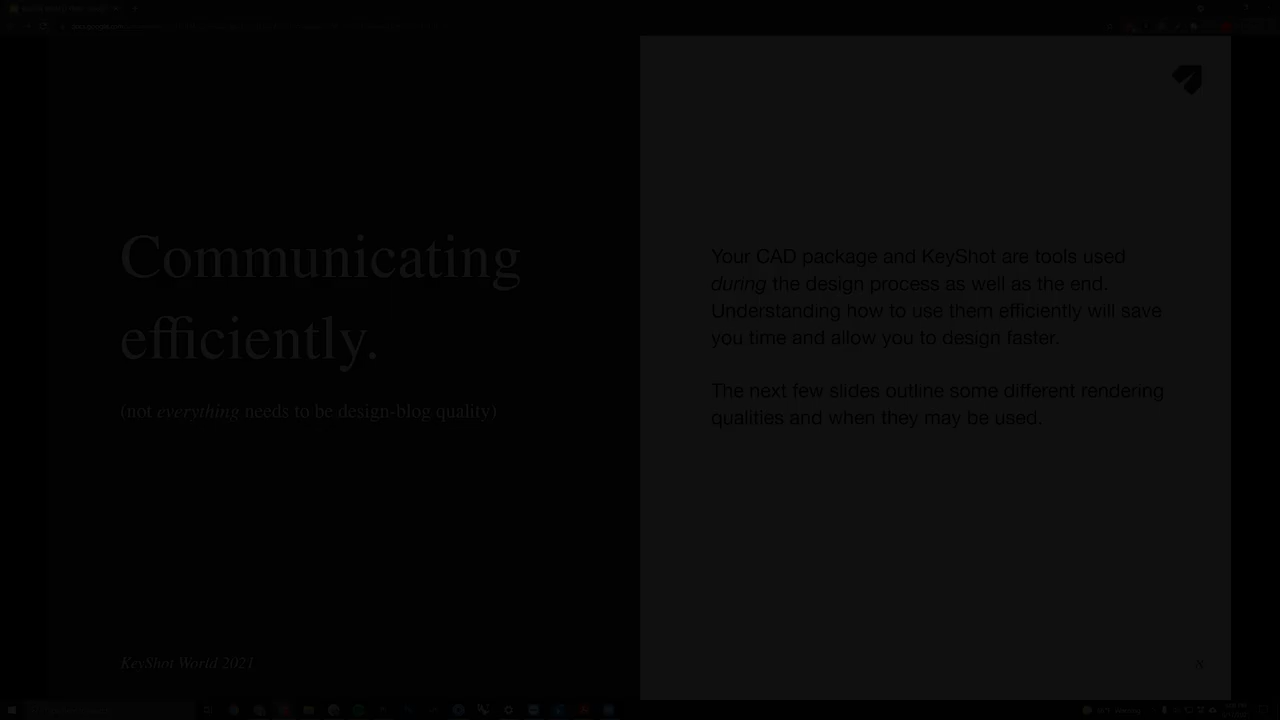 Communicating
efficiently.
(not everything needs to be design-blog quality)
KeyShot World 2021
Your CAD package and KeyShot are tools used
during the design process as well as the end.
Understanding how to use them efficiently will save
you time and allow you to design faster.
The next few slides outline some different rendering
qualities and when they may be used.